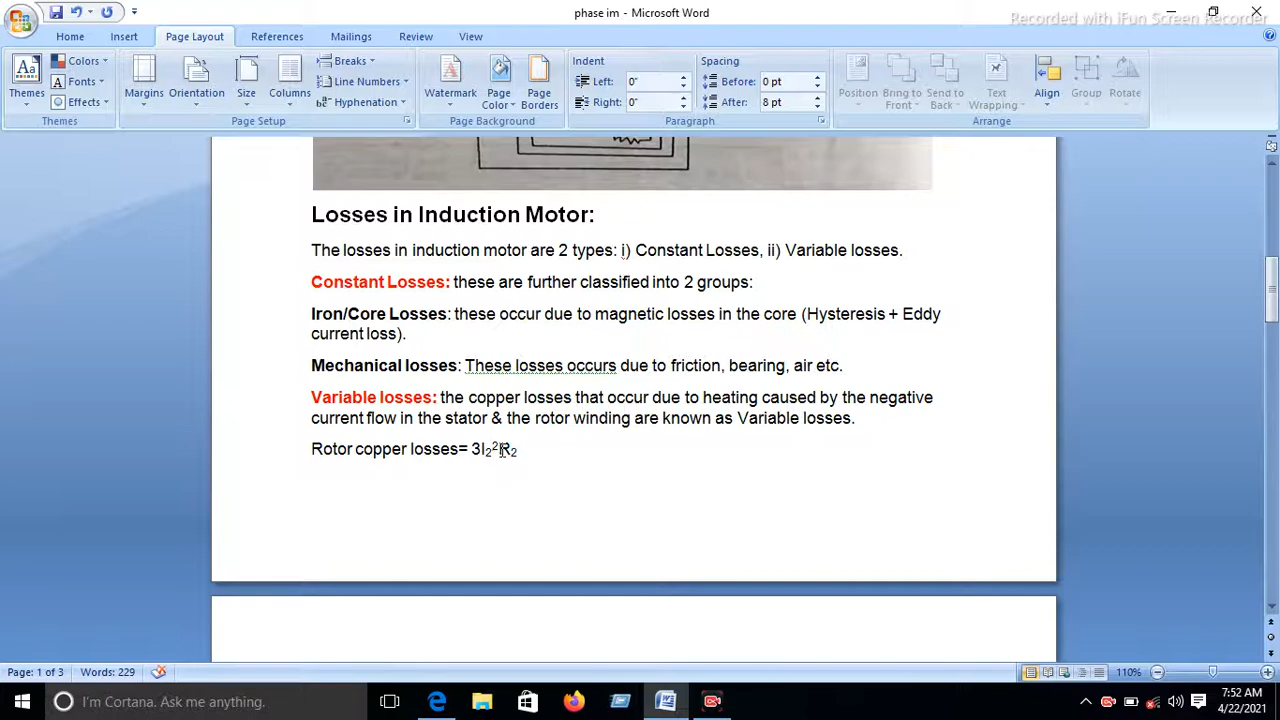 phase im - Microsoft Word
Recorded with iFun Screen Recorder
Home Insert Page Layout References Mailings Review View
Themes Colors Fonts Effects Margins Orientation Size Columns Breaks Line Numbers Hyphenation Watermark Page Color Page Borders Indent Left: 0" Right: 0" Spacing Before: 0 pt After: 8 pt Position Bring to Front Send to Back Text Wrapping Align Group Rotate
Themes Page Setup Page Background Paragraph Arrange
Losses in Induction Motor:
The losses in induction motor are 2 types: i) Constant Losses, ii) Variable losses.
Constant Losses: these are further classified into 2 groups:
Iron/Core Losses: these occur due to magnetic losses in the core (Hysteresis + Eddy
current loss).
Mechanical losses: These losses occurs due to friction, bearing, air etc.
Variable losses: the copper losses that occur due to heating caused by the negative
current flow in the stator & the rotor winding are known as Variable losses.
Rotor copper losses= 3I₂²R₂
Page: 1 of 3 Words: 229 110%
I'm Cortana. Ask me anything. 7:52 AM
4/22/2021